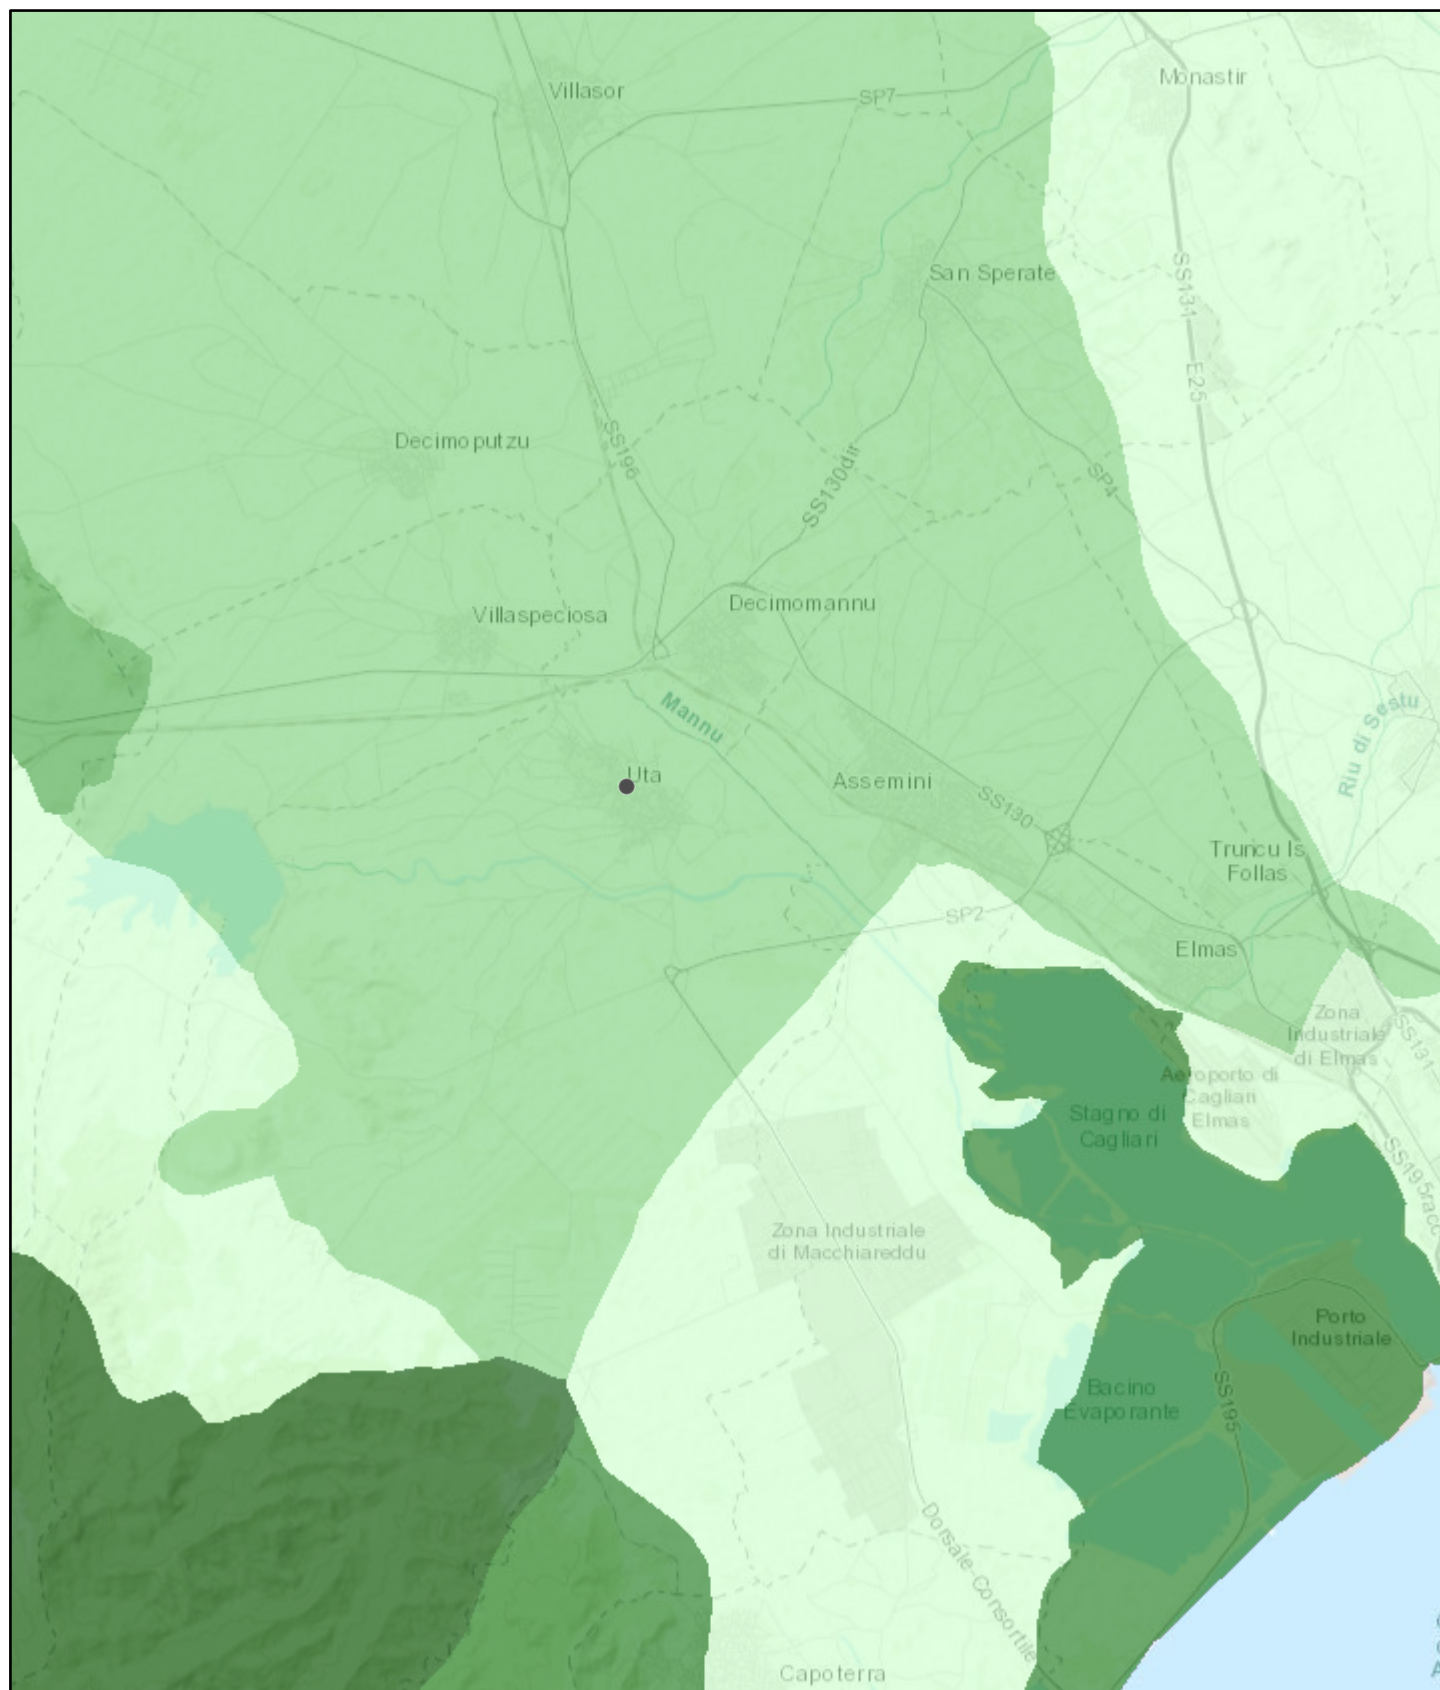 Villasor
Monastir
SP7
San Sperate
SS131
E25
Decimoputzu
SS196
SS130dir
SP4
Villaspeciosa
Decimomannu
Mannu
Riu di Sestu
Uta
Assemini
SS130
Truncu Is
Follas
SP2
Elmas
Zona
Industriale
di Elmas
SS131
Aeroporto di
Cagliari
Elmas
Stagno di
Cagliari
SS195racc
Zona Industriale
di Macchiareddu
Porto
Industriale
Bacino
Evaporante
SS195
Dorsale Consortile
Capoterra